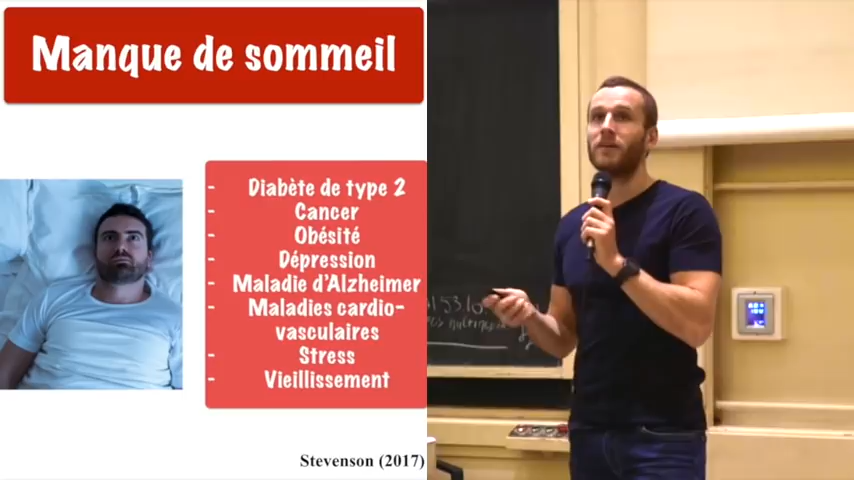 Manque de sommeil
- Diabète de type 2
- Cancer
- Obésité
- Dépression
- Maladie d'Alzheimer
- Maladies cardio-
vasculaires
- Stress
- Vieillissement
Stevenson (2017)